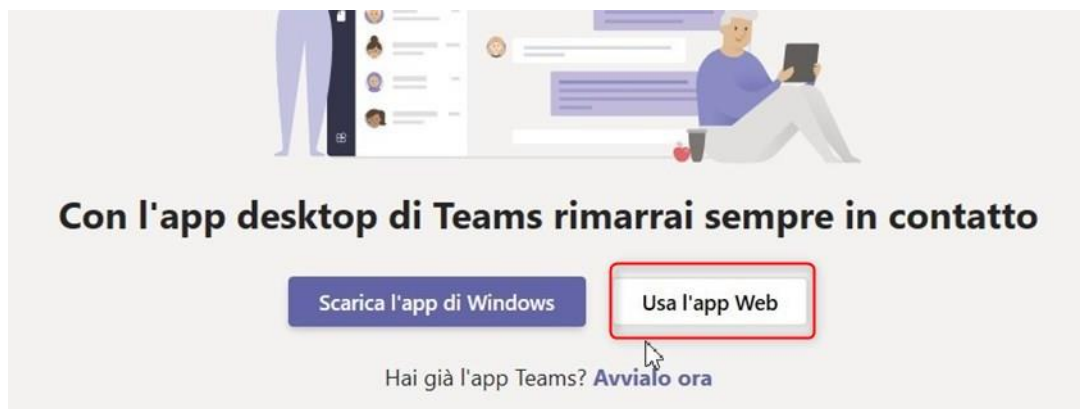 Con l'app desktop di Teams rimarrai sempre in contatto
Scarica l'app di Windows
Usa l'app Web
Hai già l'app Teams? Avvialo ora